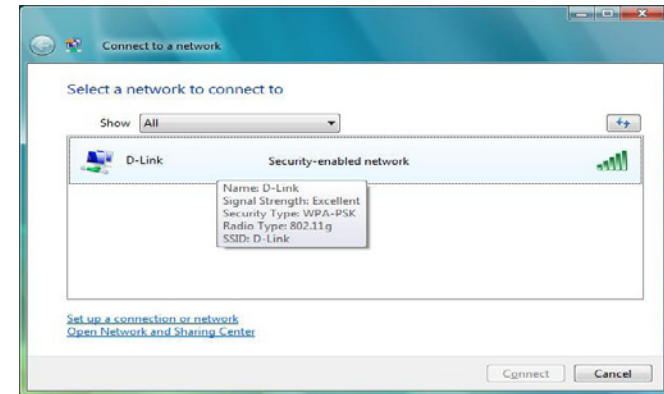 Connect to a network
Select a network to connect to
Show All
D-Link Security-enabled network
Name: D-Link
Signal Strength: Excellent
Security Type: WPA-PSK
Radio Type: 802.11g
SSID: D-Link
Set up a connection or network
Open Network and Sharing Center
Connect Cancel